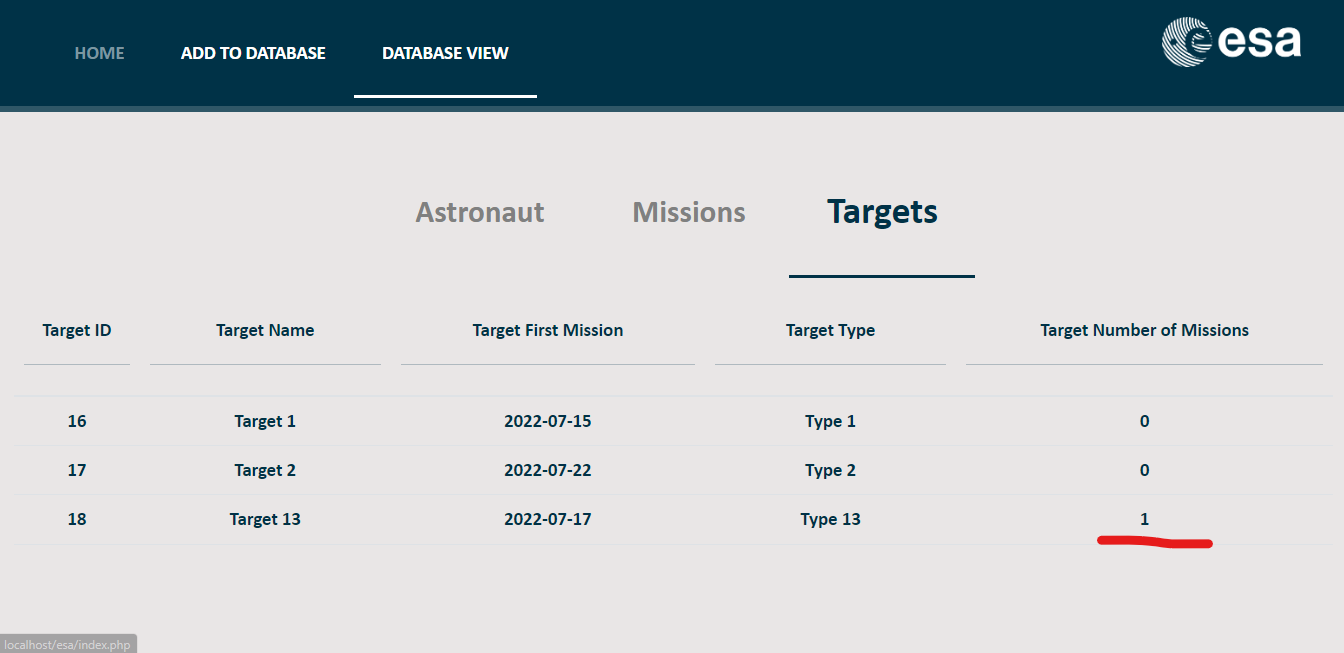 HOME ADD TO DATABASE DATABASE VIEW esa
Astronaut Missions Targets
Target ID Target Name Target First Mission Target Type Target Number of Missions
16 Target 1 2022-07-15 Type 1 0
17 Target 2 2022-07-22 Type 2 0
18 Target 13 2022-07-17 Type 13 1
localhost/esa/index.php